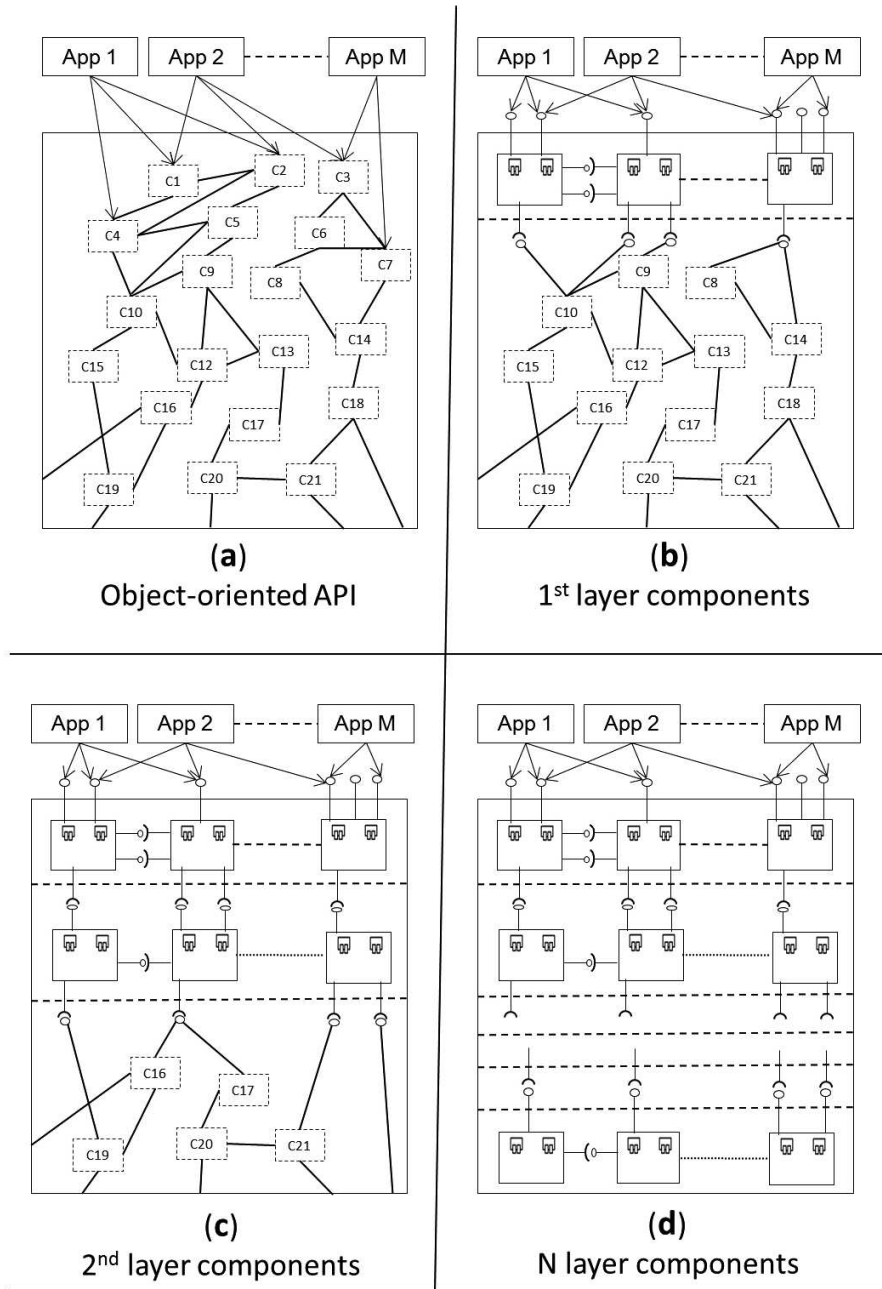 App 1 App 2 App M
C1 C2 C3
C4 C5 C6
C7
C8 C9
C10
C12 C13 C14
C15
C16 C17 C18
C19 C20 C21
(a)
Object-oriented API
App 1 App 2 App M
C8 C9
C10
C12 C13 C14
C15
C16 C17 C18
C19 C20 C21
(b)
1st layer components
App 1 App 2 App M
C16 C17
C19 C20 C21
(c)
2nd layer components
App 1 App 2 App M
(d)
N layer components